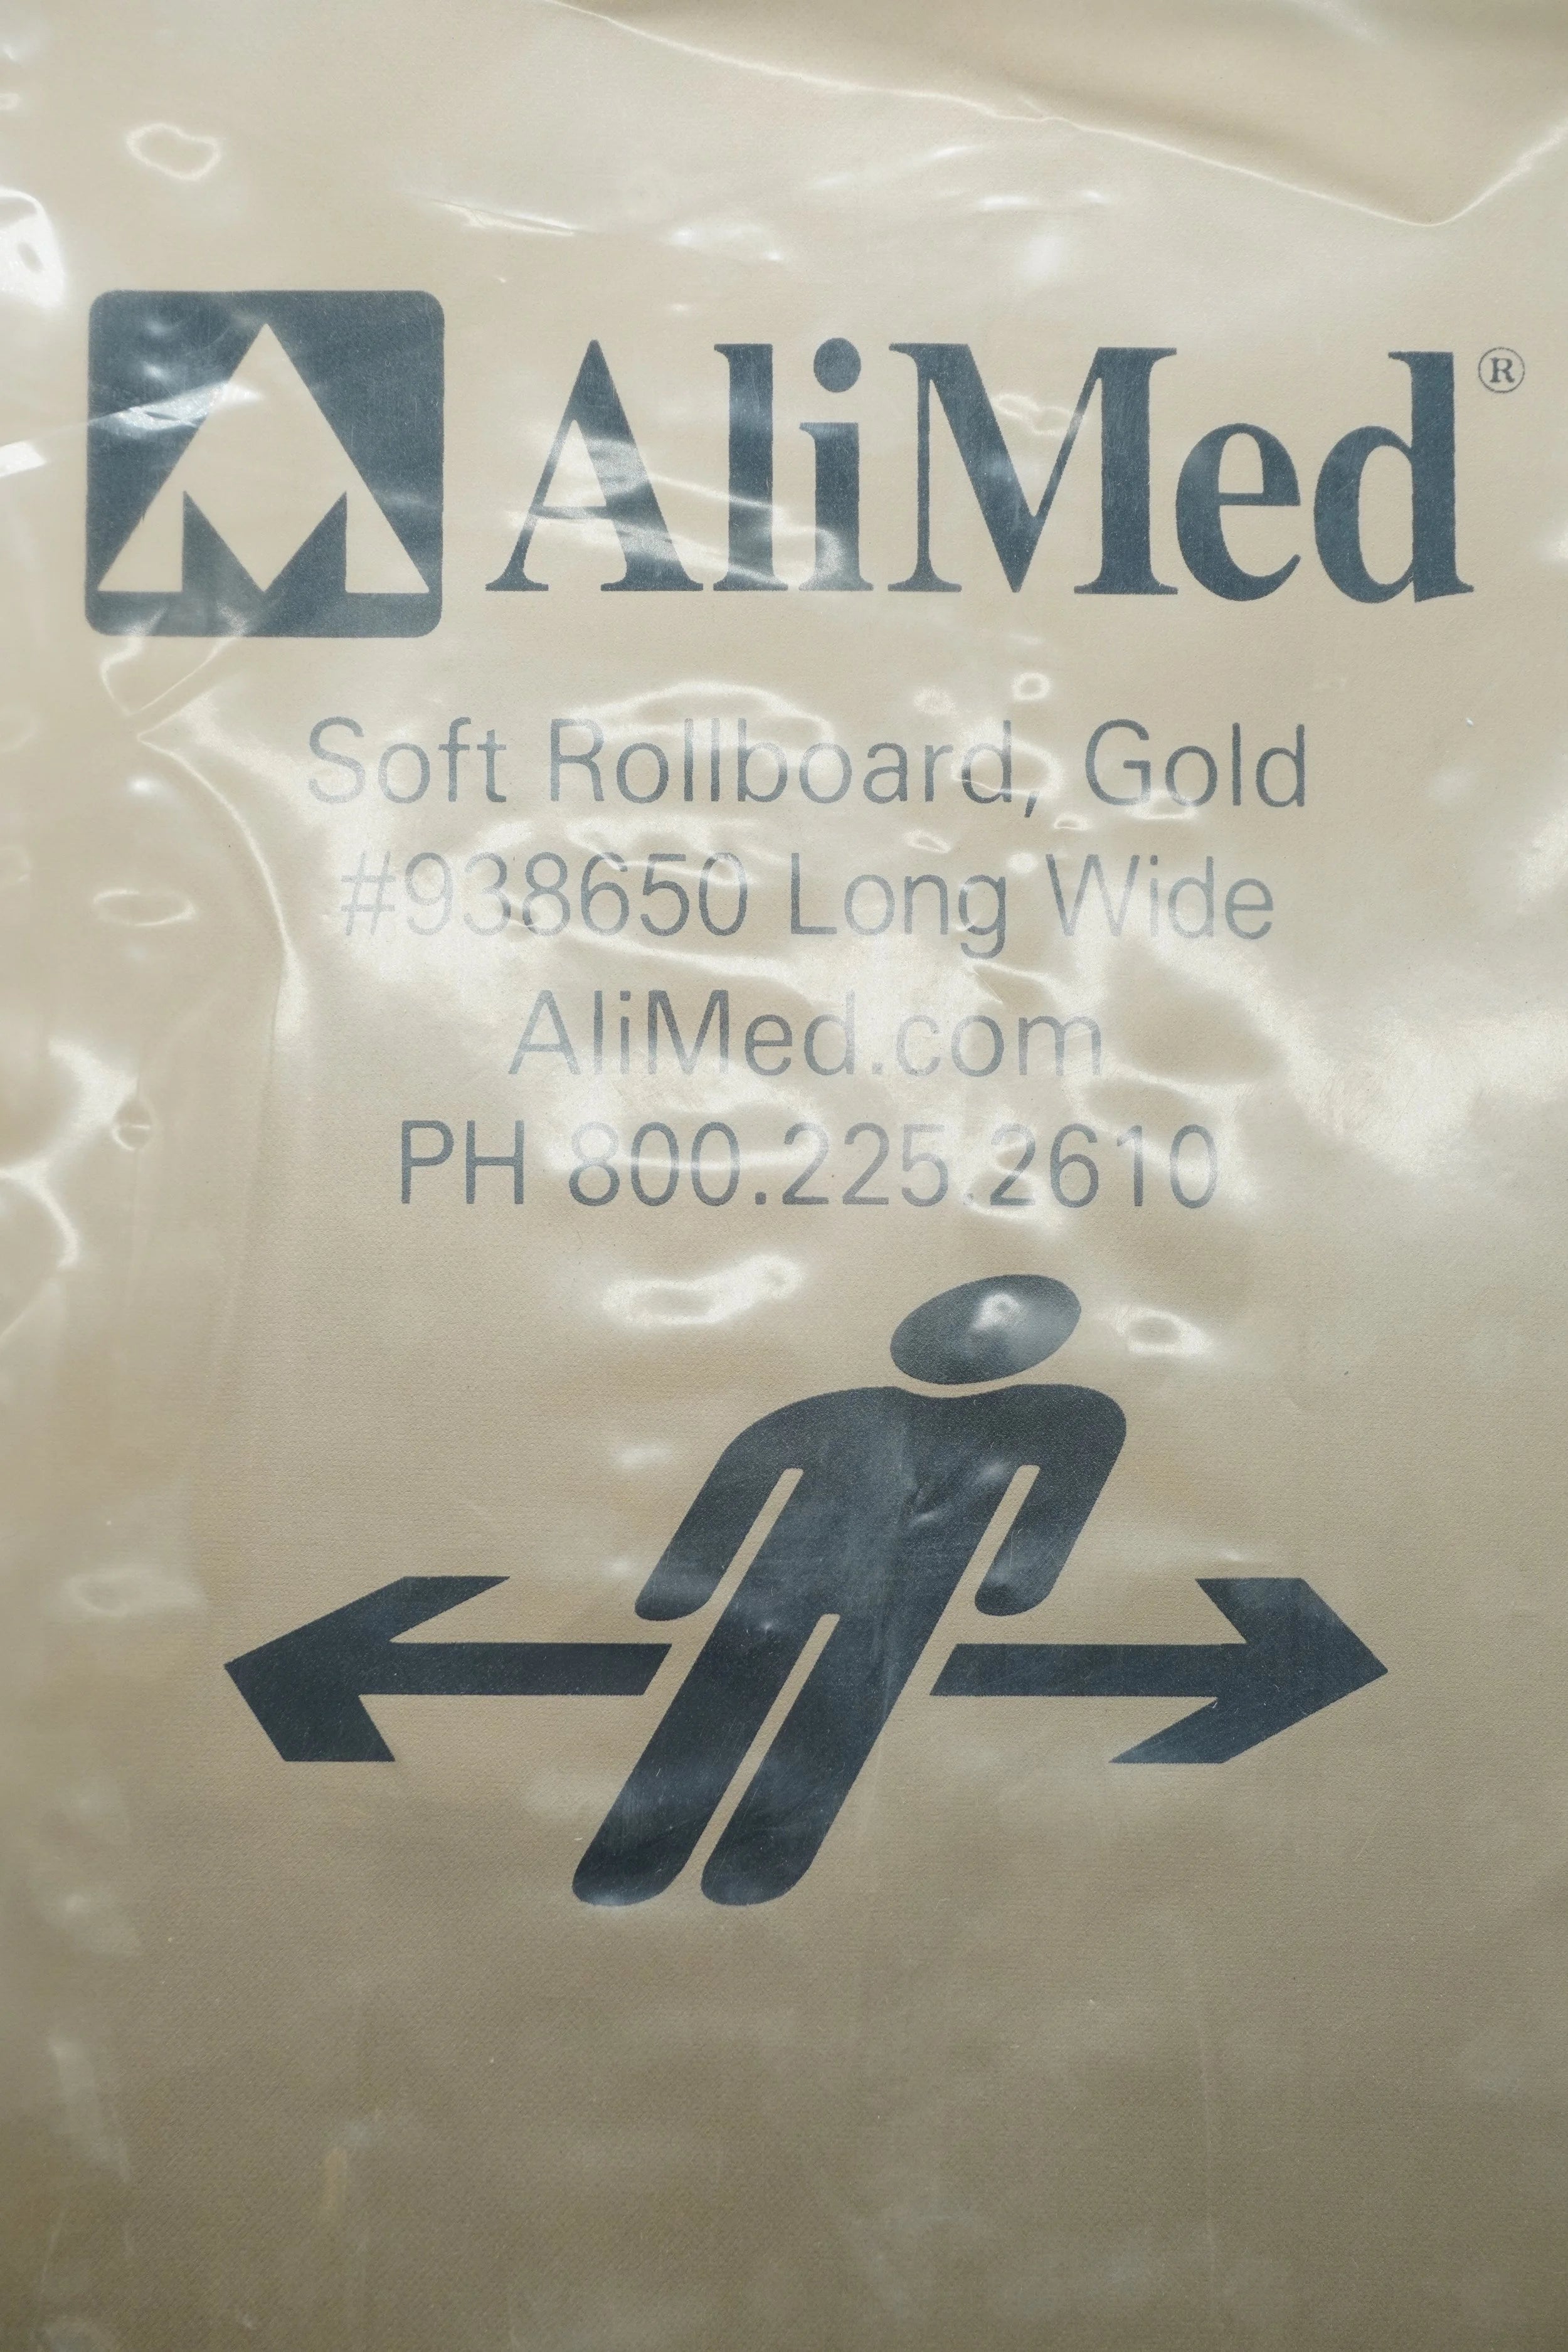 AliMed®
Soft Rollboard, Gold
#938650 Long Wide
AliMed.com
PH 800.225.2610